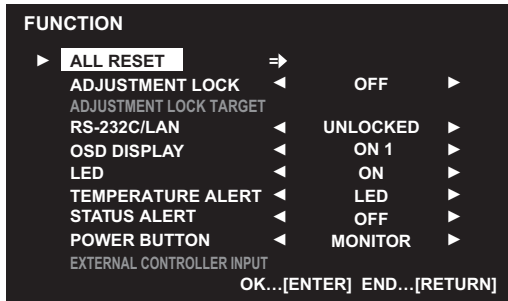 FUNCTION
ALL RESET
ADJUSTMENT LOCK OFF
ADJUSTMENT LOCK TARGET
RS-232C/LAN UNLOCKED
OSD DISPLAY ON 1
LED ON
TEMPERATURE ALERT LED
STATUS ALERT OFF
POWER BUTTON MONITOR
EXTERNAL CONTROLLER INPUT
OK...[ENTER] END...[RETURN]